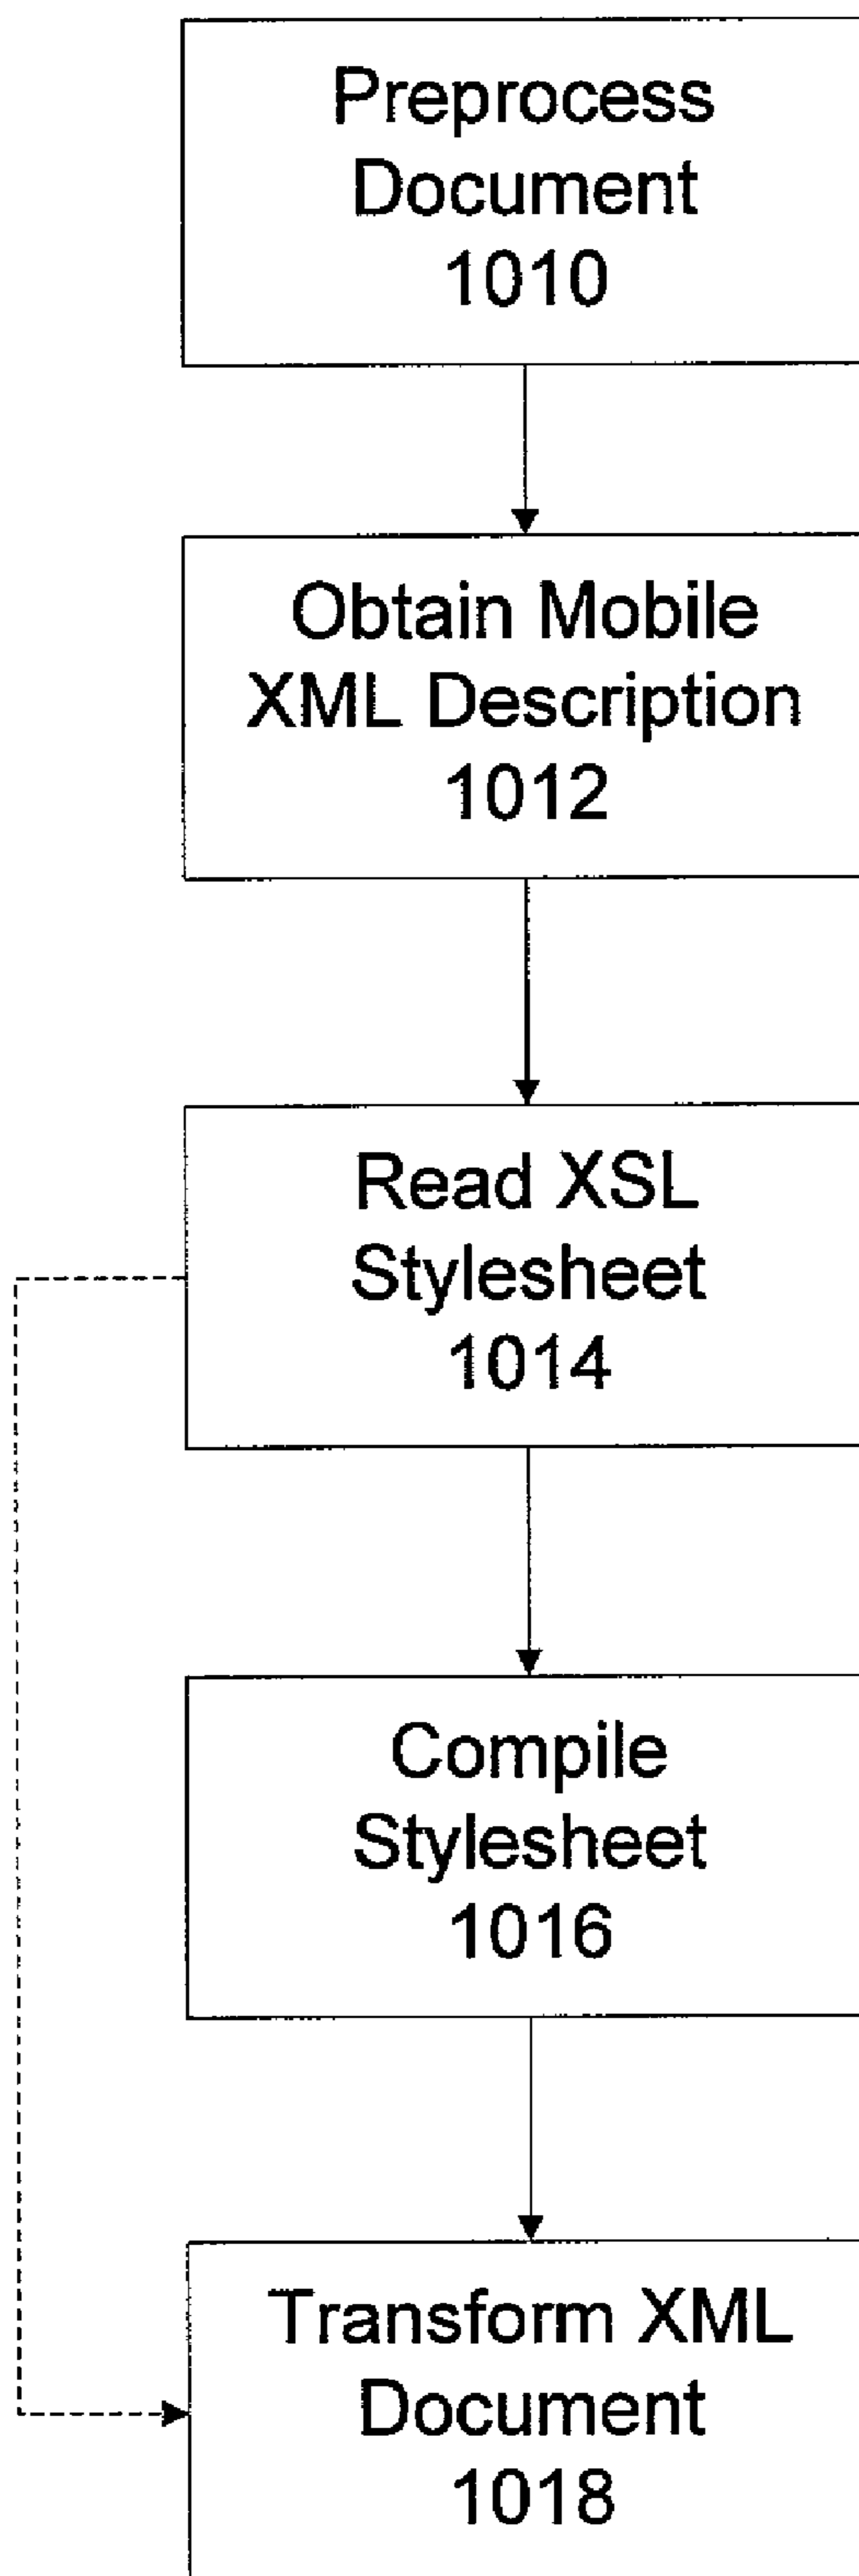 Preprocess
Document
1010
Obtain Mobile
XML Description
1012
Read XSL
Stylesheet
1014
Compile
Stylesheet
1016
Transform XML
Document
1018